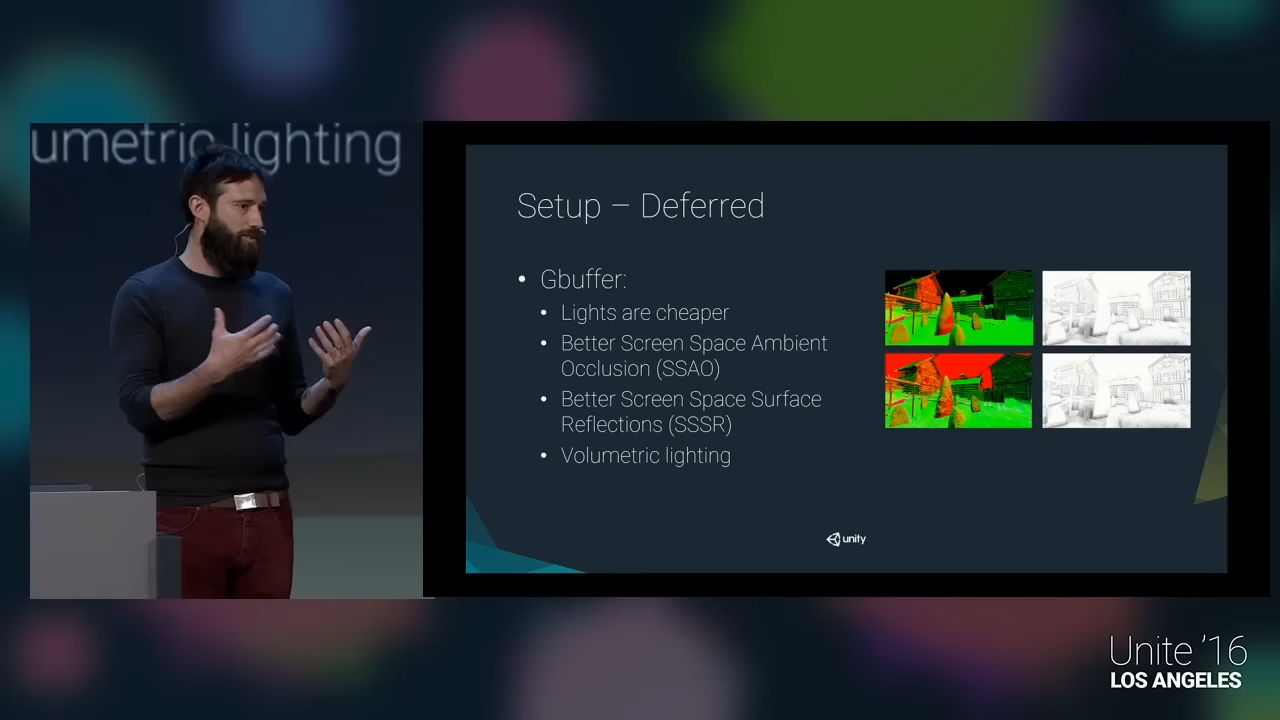 umetric lighting
Setup – Deferred
• Gbuffer:
• Lights are cheaper
• Better Screen Space Ambient
Occlusion (SSAO)
• Better Screen Space Surface
Reflections (SSSR)
• Volumetric lighting
unity
Unite '16
LOS ANGELES